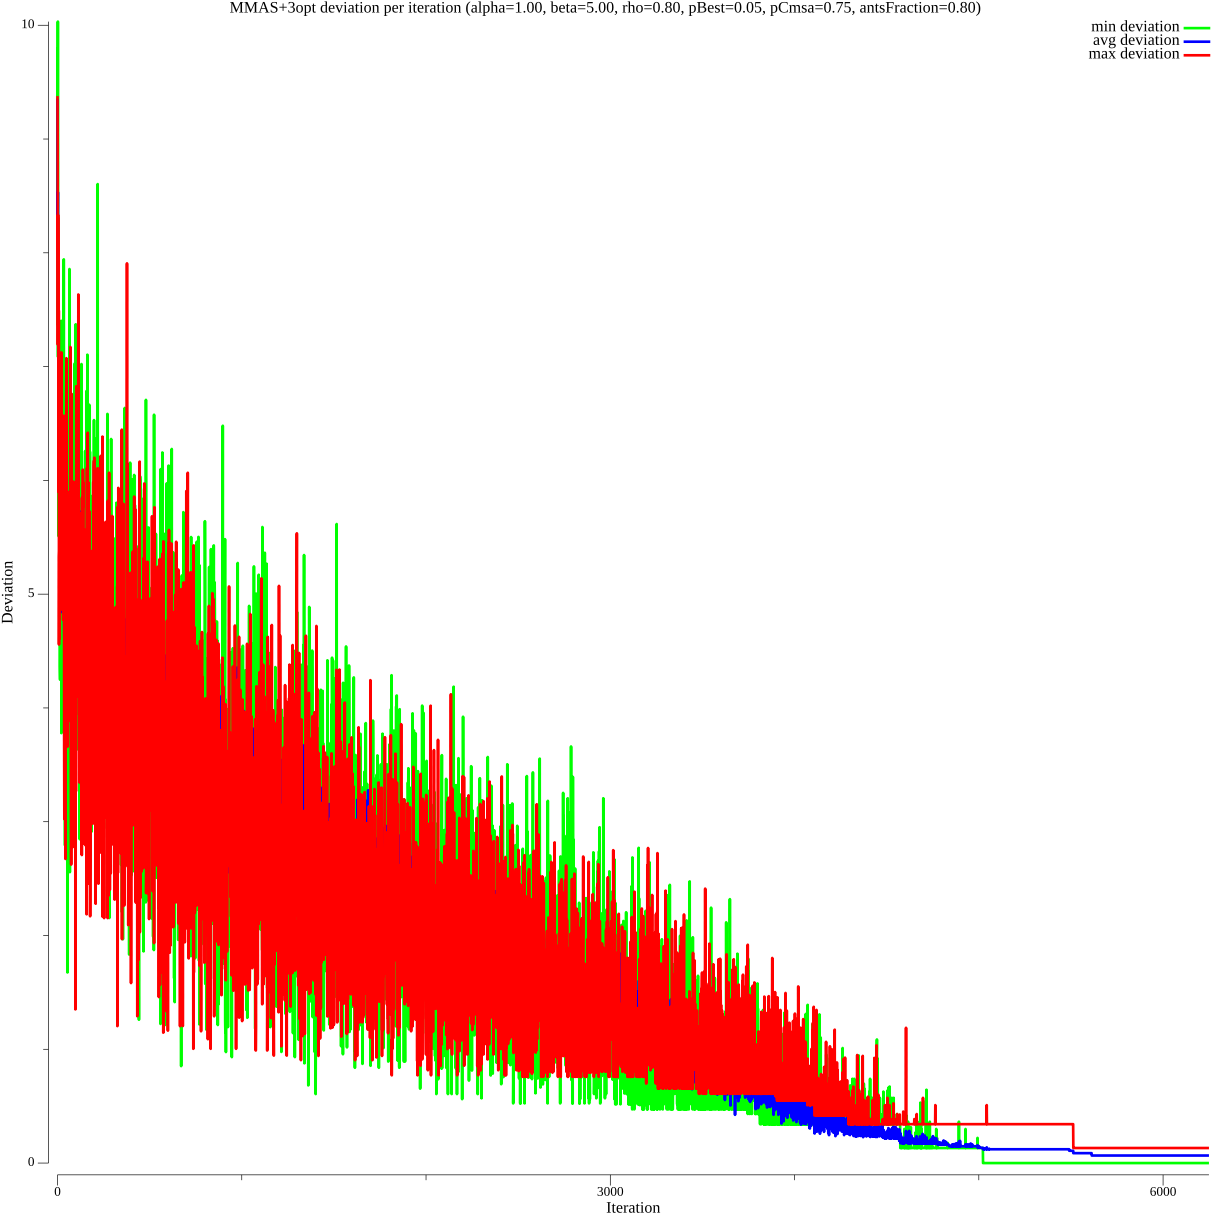 MMAS+3opt deviation per iteration (alpha=1.00, beta=5.00, rho=0.80, pBest=0.05, pCmsa=0.75, antsFraction=0.80)
min deviation
avg deviation
max deviation
10
5
0
Deviation
0
3000
6000
Iteration